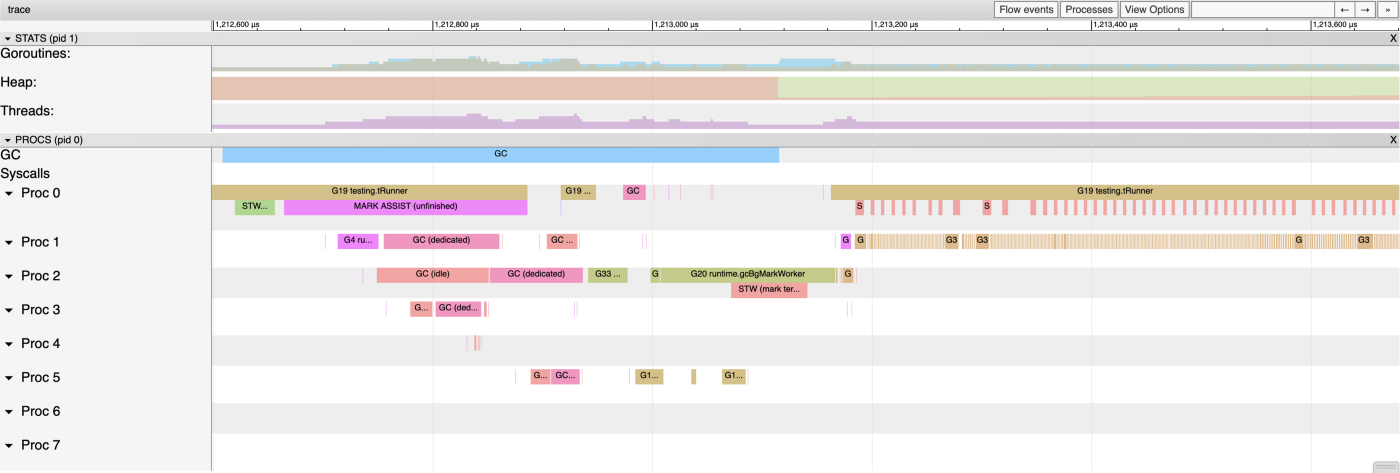 trace Flow events Processes View Options ← → »
1,212,600 µs 1,212,800 µs 1,213,000 µs 1,213,200 µs 1,213,400 µs 1,213,600 µs
STATS (pid 1) X
Goroutines:
Heap:
Threads:
PROCS (pid 0) X
GC GC
Syscalls
Proc 0 G19 testing.tRunner G19 ... GC G19 testing.tRunner
STW... MARK ASSIST (unfinished) S S
Proc 1 G4 ru... GC (dedicated) GC ... G G G3 G3 G G3
Proc 2 GC (idle) GC (dedicated) G33 ... G G20 runtime.gcBgMarkWorker G
STW (mark ter...
Proc 3 G... GC (ded...
Proc 4
Proc 5 G... GC... G1... G1...
Proc 6
Proc 7